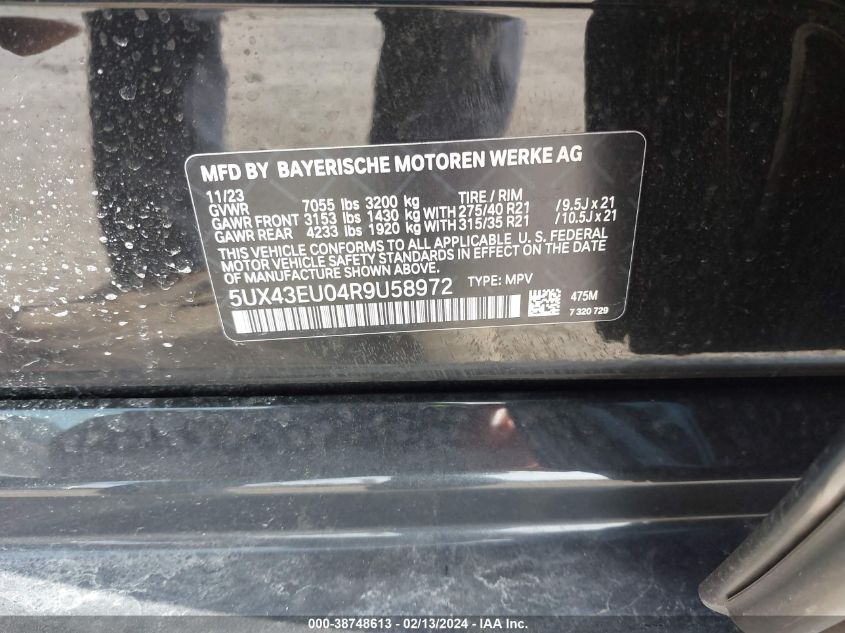 MFD BY BAYERISCHE MOTOREN WERKE AG
11/23
GVWR 7055 lbs 3200 kg TIRE / RIM
GAWR FRONT 3153 lbs 1430 kg WITH 275/40 R21 /9.5J x 21
GAWR REAR 4233 lbs 1920 kg WITH 315/35 R21 /10.5J x 21
THIS VEHICLE CONFORMS TO ALL APPLICABLE U. S. FEDERAL
MOTOR VEHICLE SAFETY STANDARDS IN EFFECT ON THE DATE
OF MANUFACTURE SHOWN ABOVE.
5UX43EU04R9U58972 TYPE: MPV
475M
7 320 729
000-38748613 - 02/13/2024 - IAA Inc.